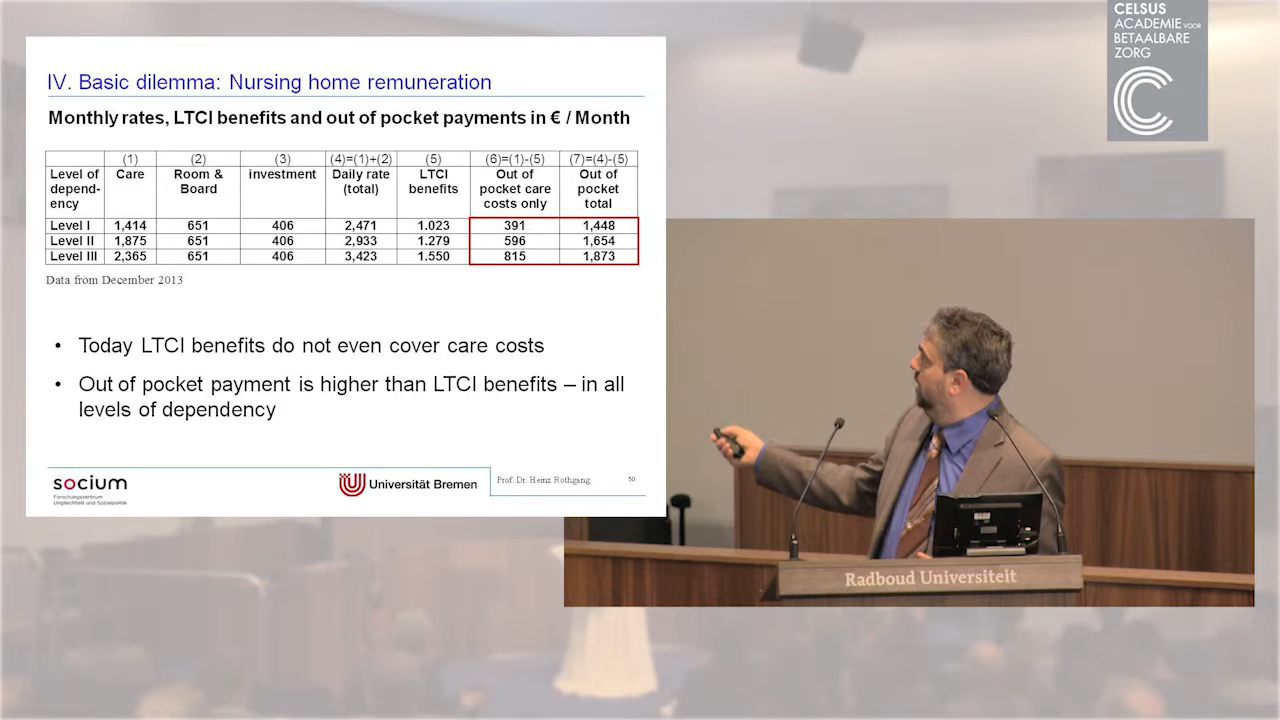 CELSUS
ACADEMIE VOOR
BETAALBARE
ZORG
IV. Basic dilemma: Nursing home remuneration
Monthly rates, LTCI benefits and out of pocket payments in € / Month
(1) (2) (3) (4)=(1)+(2) (5) (6)=(1)-(5) (7)=(4)-(5)
Level of depend-ency Care Room & Board investment Daily rate (total) LTCI benefits Out of pocket care costs only Out of pocket total
Level I 1,414 651 406 2,471 1.023 391 1,448
Level II 1,875 651 406 2,933 1.279 596 1,654
Level III 2,365 651 406 3,423 1.550 815 1,873
Data from December 2013
• Today LTCI benefits do not even cover care costs
• Out of pocket payment is higher than LTCI benefits – in all
levels of dependency
socium
Forschungszentrum
Ungleichheit und Sozialpolitik
Universität Bremen
Prof. Dr. Heinz Rothgang
50
Radboud Universiteit